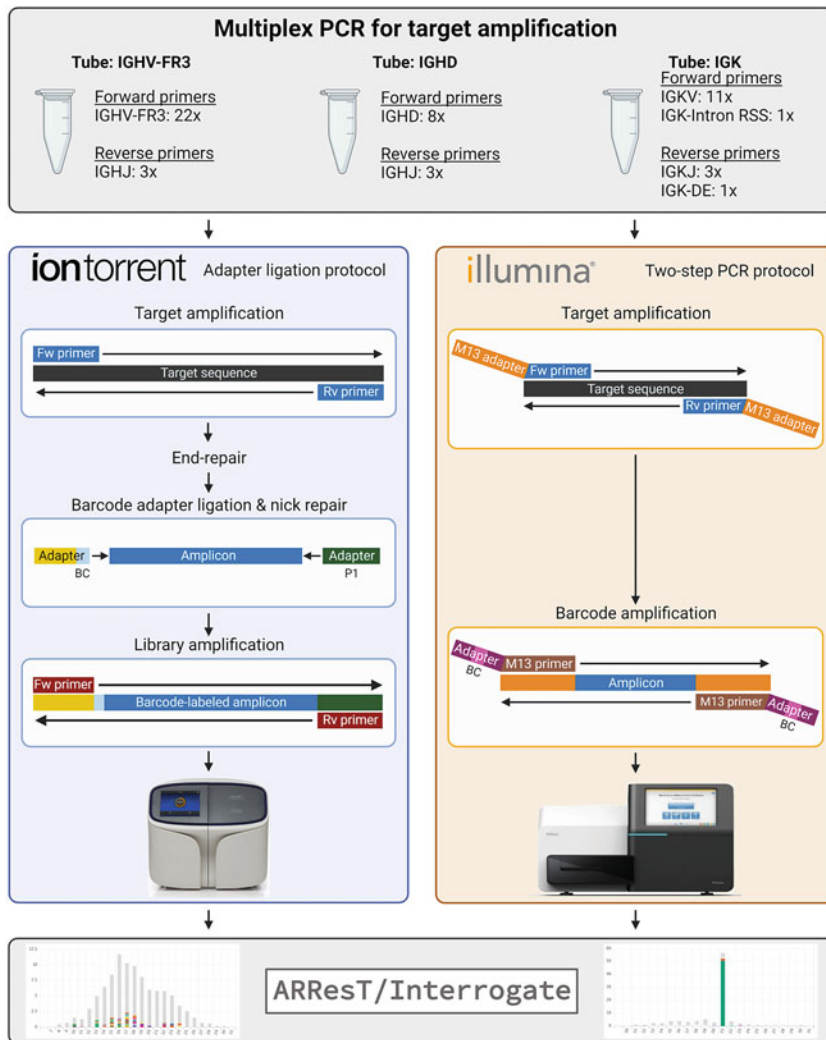 Multiplex PCR for target amplification
Tube: IGHV-FR3
Forward primers
IGHV-FR3: 22x
Reverse primers
IGHJ: 3x
Tube: IGHD
Forward primers
IGHD: 8x
Reverse primers
IGHJ: 3x
Tube: IGK
Forward primers
IGKV: 11x
IGK-Intron RSS: 1x
Reverse primers
IGKJ: 3x
IGK-DE: 1x
iontorrent Adapter ligation protocol
Target amplification
Fw primer
Target sequence
Rv primer
End-repair
Barcode adapter ligation & nick repair
Adapter
BC
Amplicon
Adapter
P1
Library amplification
Fw primer
Barcode-labeled amplicon
Rv primer
illumina® Two-step PCR protocol
Target amplification
M13 adapter
Fw primer
Target sequence
Rv primer
M13 adapter
Barcode amplification
Adapter
BC
M13 primer
Amplicon
M13 primer
Adapter
BC
ARResT/Interrogate